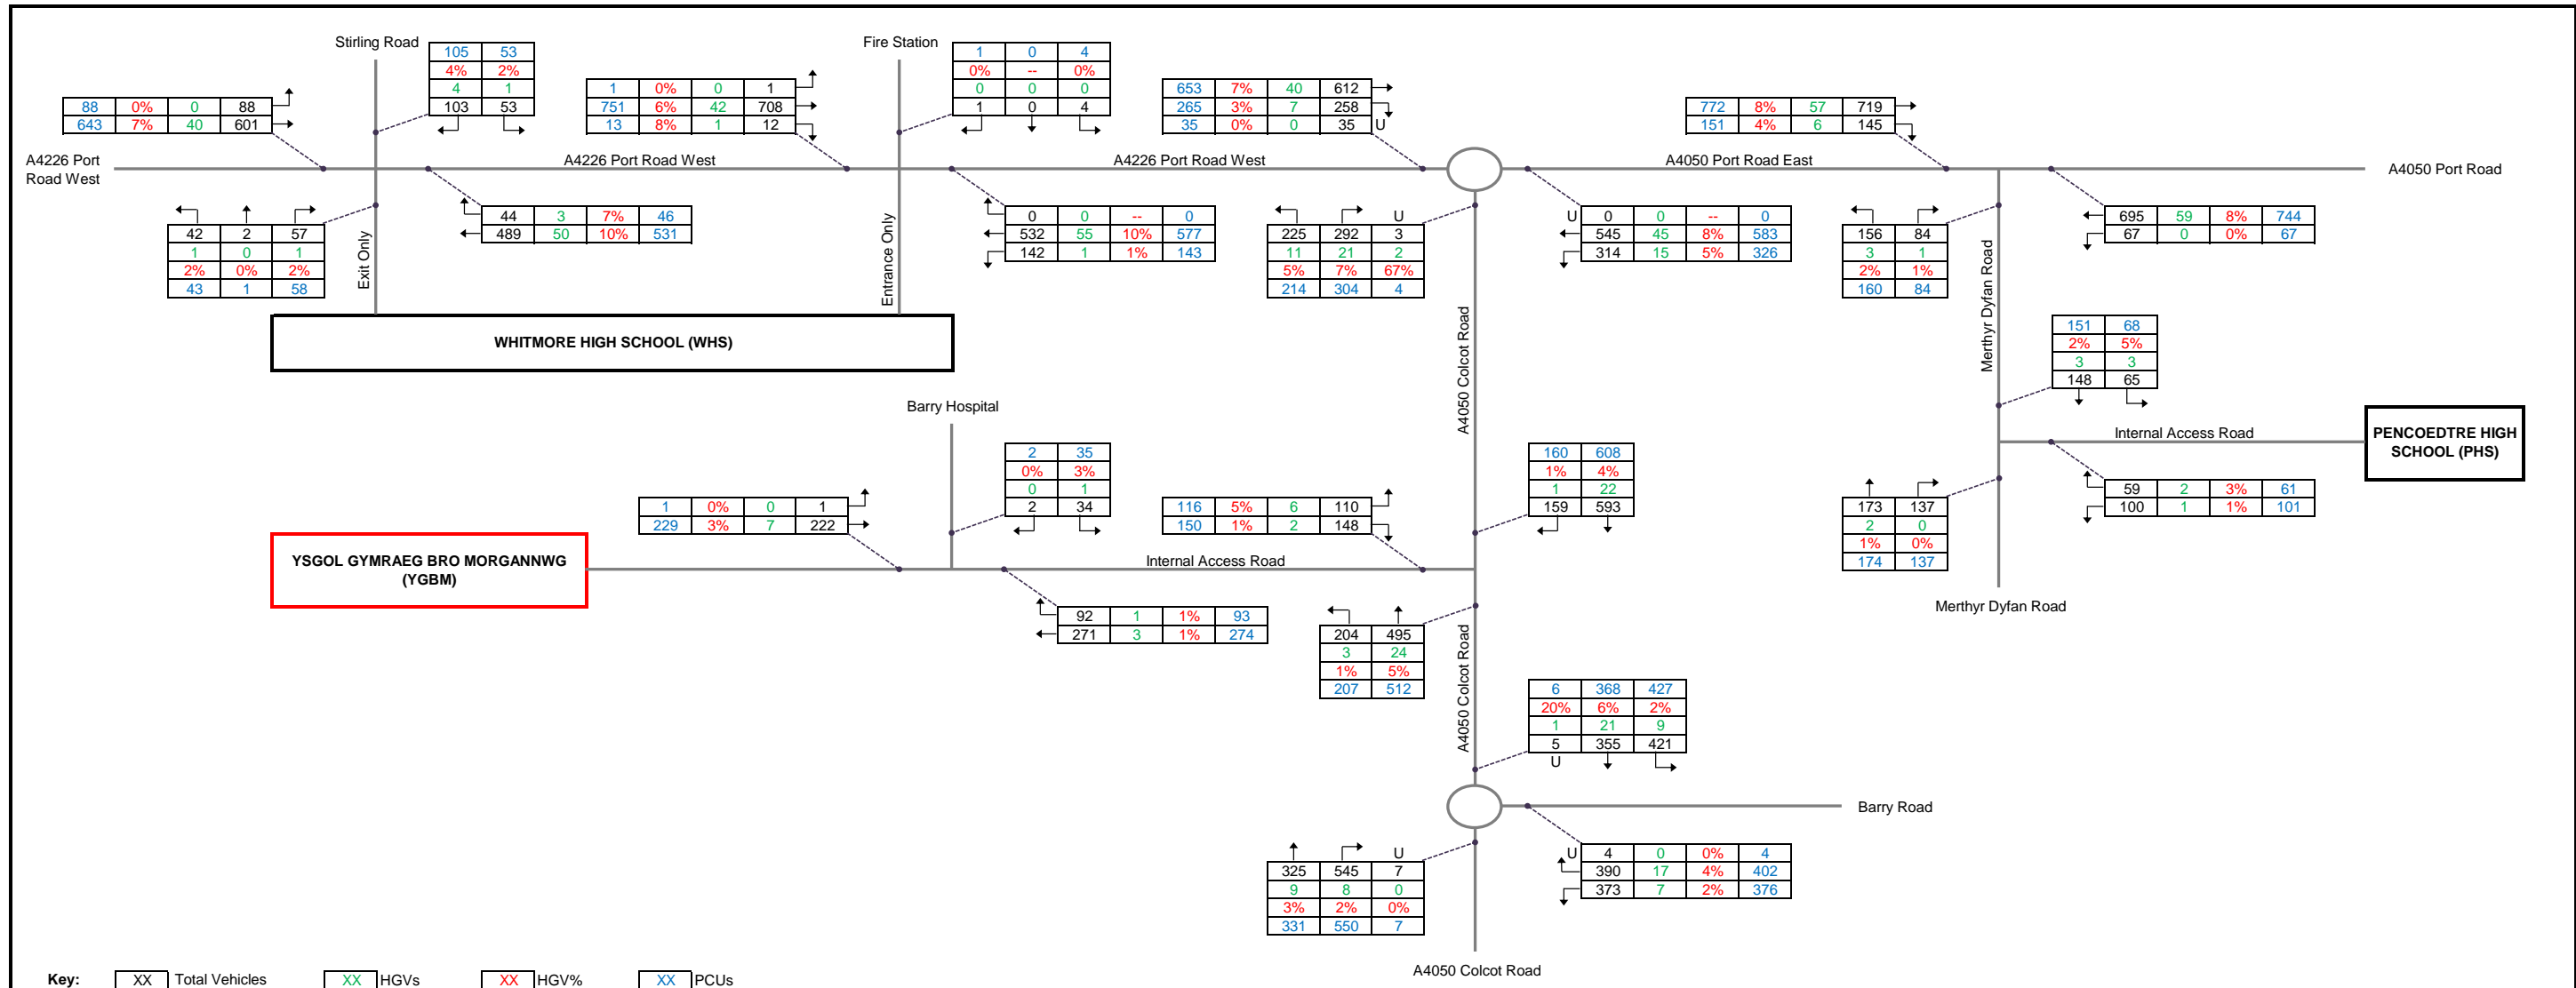 Stirling Road
105 53
4% 2%
4 1
103 53
88 0% 0 88
643 7% 40 601
1 0% 0 1
751 6% 42 708
13 8% 1 12
Fire Station
1 0 4
0% -- 0%
0 0 0
1 0 4
653 7% 40 612
265 3% 7 258
35 0% 0 35 U
772 8% 57 719
151 4% 6 145
A4226 Port
Road West
A4226 Port Road West
A4226 Port Road West
A4050 Port Road East
A4050 Port Road
42 2 57
1 0 1
2% 0% 2%
43 1 58
Exit Only
44 3 7% 46
489 50 10% 531
Entrance Only
0 0 -- 0
532 55 10% 577
142 1 1% 143
U
225 292 3
11 21 2
5% 7% 67%
214 304 4
A4050 Colcot Road
U 0 0 -- 0
545 45 8% 583
314 15 5% 326
156 84
3 1
2% 1%
160 84
Merthyr Dyfan Road
695 59 8% 744
67 0 0% 67
WHITMORE HIGH SCHOOL (WHS)
151 68
2% 5%
3 3
148 65
Barry Hospital
2 35
0% 3%
0 1
2 34
1 0% 0 1
229 3% 7 222
116 5% 6 110
150 1% 2 148
160 608
1% 4%
1 22
159 593
Internal Access Road
PENCOEDTRE HIGH
SCHOOL (PHS)
173 137
2 0
1% 0%
174 137
59 2 3% 61
100 1 1% 101
Merthyr Dyfan Road
YSGOL GYMRAEG BRO MORGANNWG
(YGBM)
Internal Access Road
92 1 1% 93
271 3 1% 274
204 495
3 24
1% 5%
207 512
A4050 Colcot Road
6 368 427
20% 6% 2%
1 21 9
5 355 421
U
Barry Road
U
325 545 7
9 8 0
3% 2% 0%
331 550 7
U 4 0 0% 4
390 17 4% 402
373 7 2% 376
A4050 Colcot Road
Key: XX Total Vehicles XX HGVs XX HGV% XX PCUs